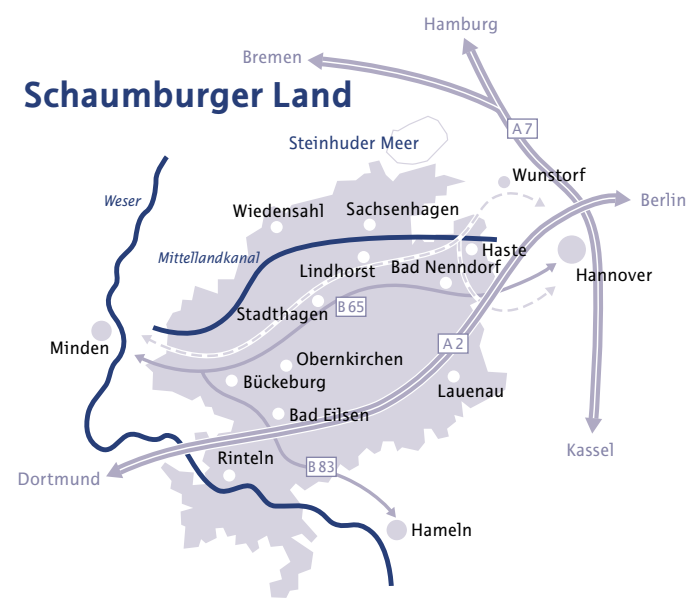 Hamburg
Bremen
Schaumburger Land
A 7
Steinhuder Meer
Wunstorf
Weser
Berlin
Wiedensahl
Sachsenhagen
Mittellandkanal
Haste
Lindhorst
Bad Nenndorf
Hannover
Stadthagen
B 65
Minden
A 2
Obernkirchen
Bückeburg
Lauenau
Bad Eilsen
Kassel
Rinteln
B 83
Dortmund
Hameln